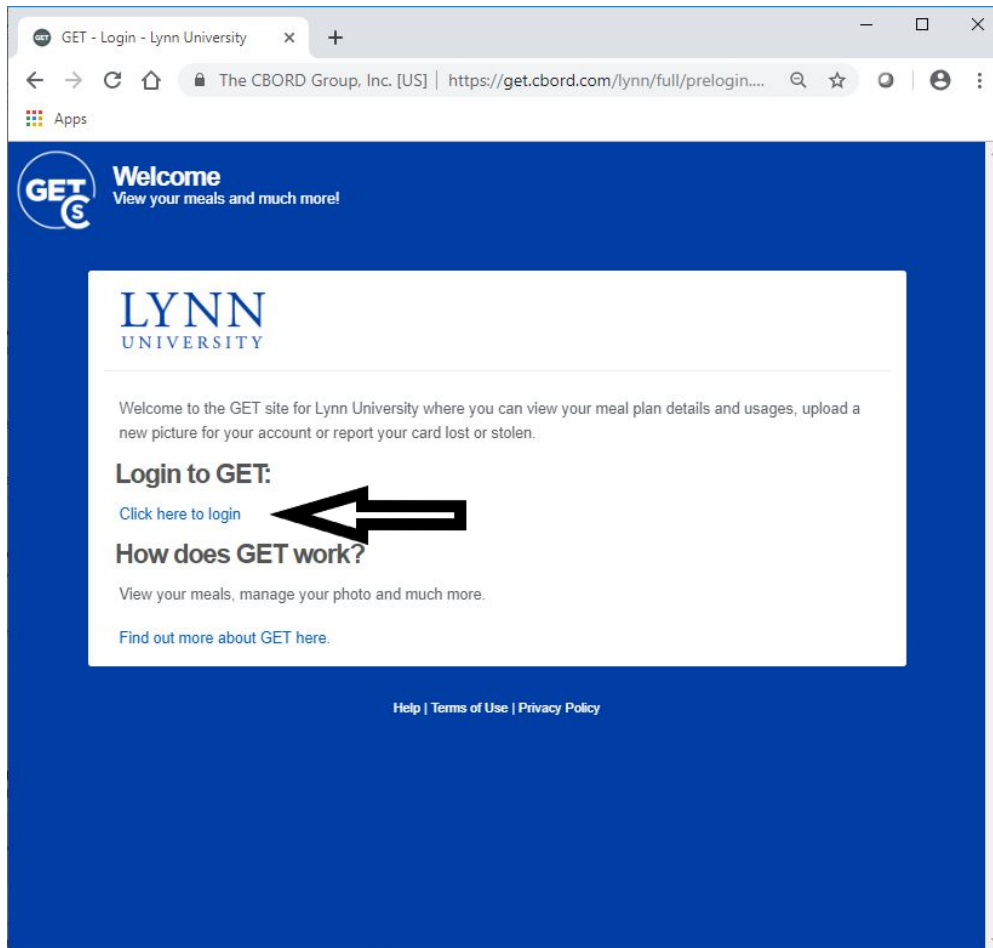 GET
GET - Login - Lynn University
The CBORD Group, Inc. [US] | https://get.cbord.com/lynn/full/prelogin....
Apps
GET
CS
Welcome
View your meals and much more!
LYNN
UNIVERSITY
Welcome to the GET site for Lynn University where you can view your meal plan details and usages, upload a
new picture for your account or report your card lost or stolen.
Login to GET:
Click here to login
How does GET work?
View your meals, manage your photo and much more.
Find out more about GET here.
Help | Terms of Use | Privacy Policy